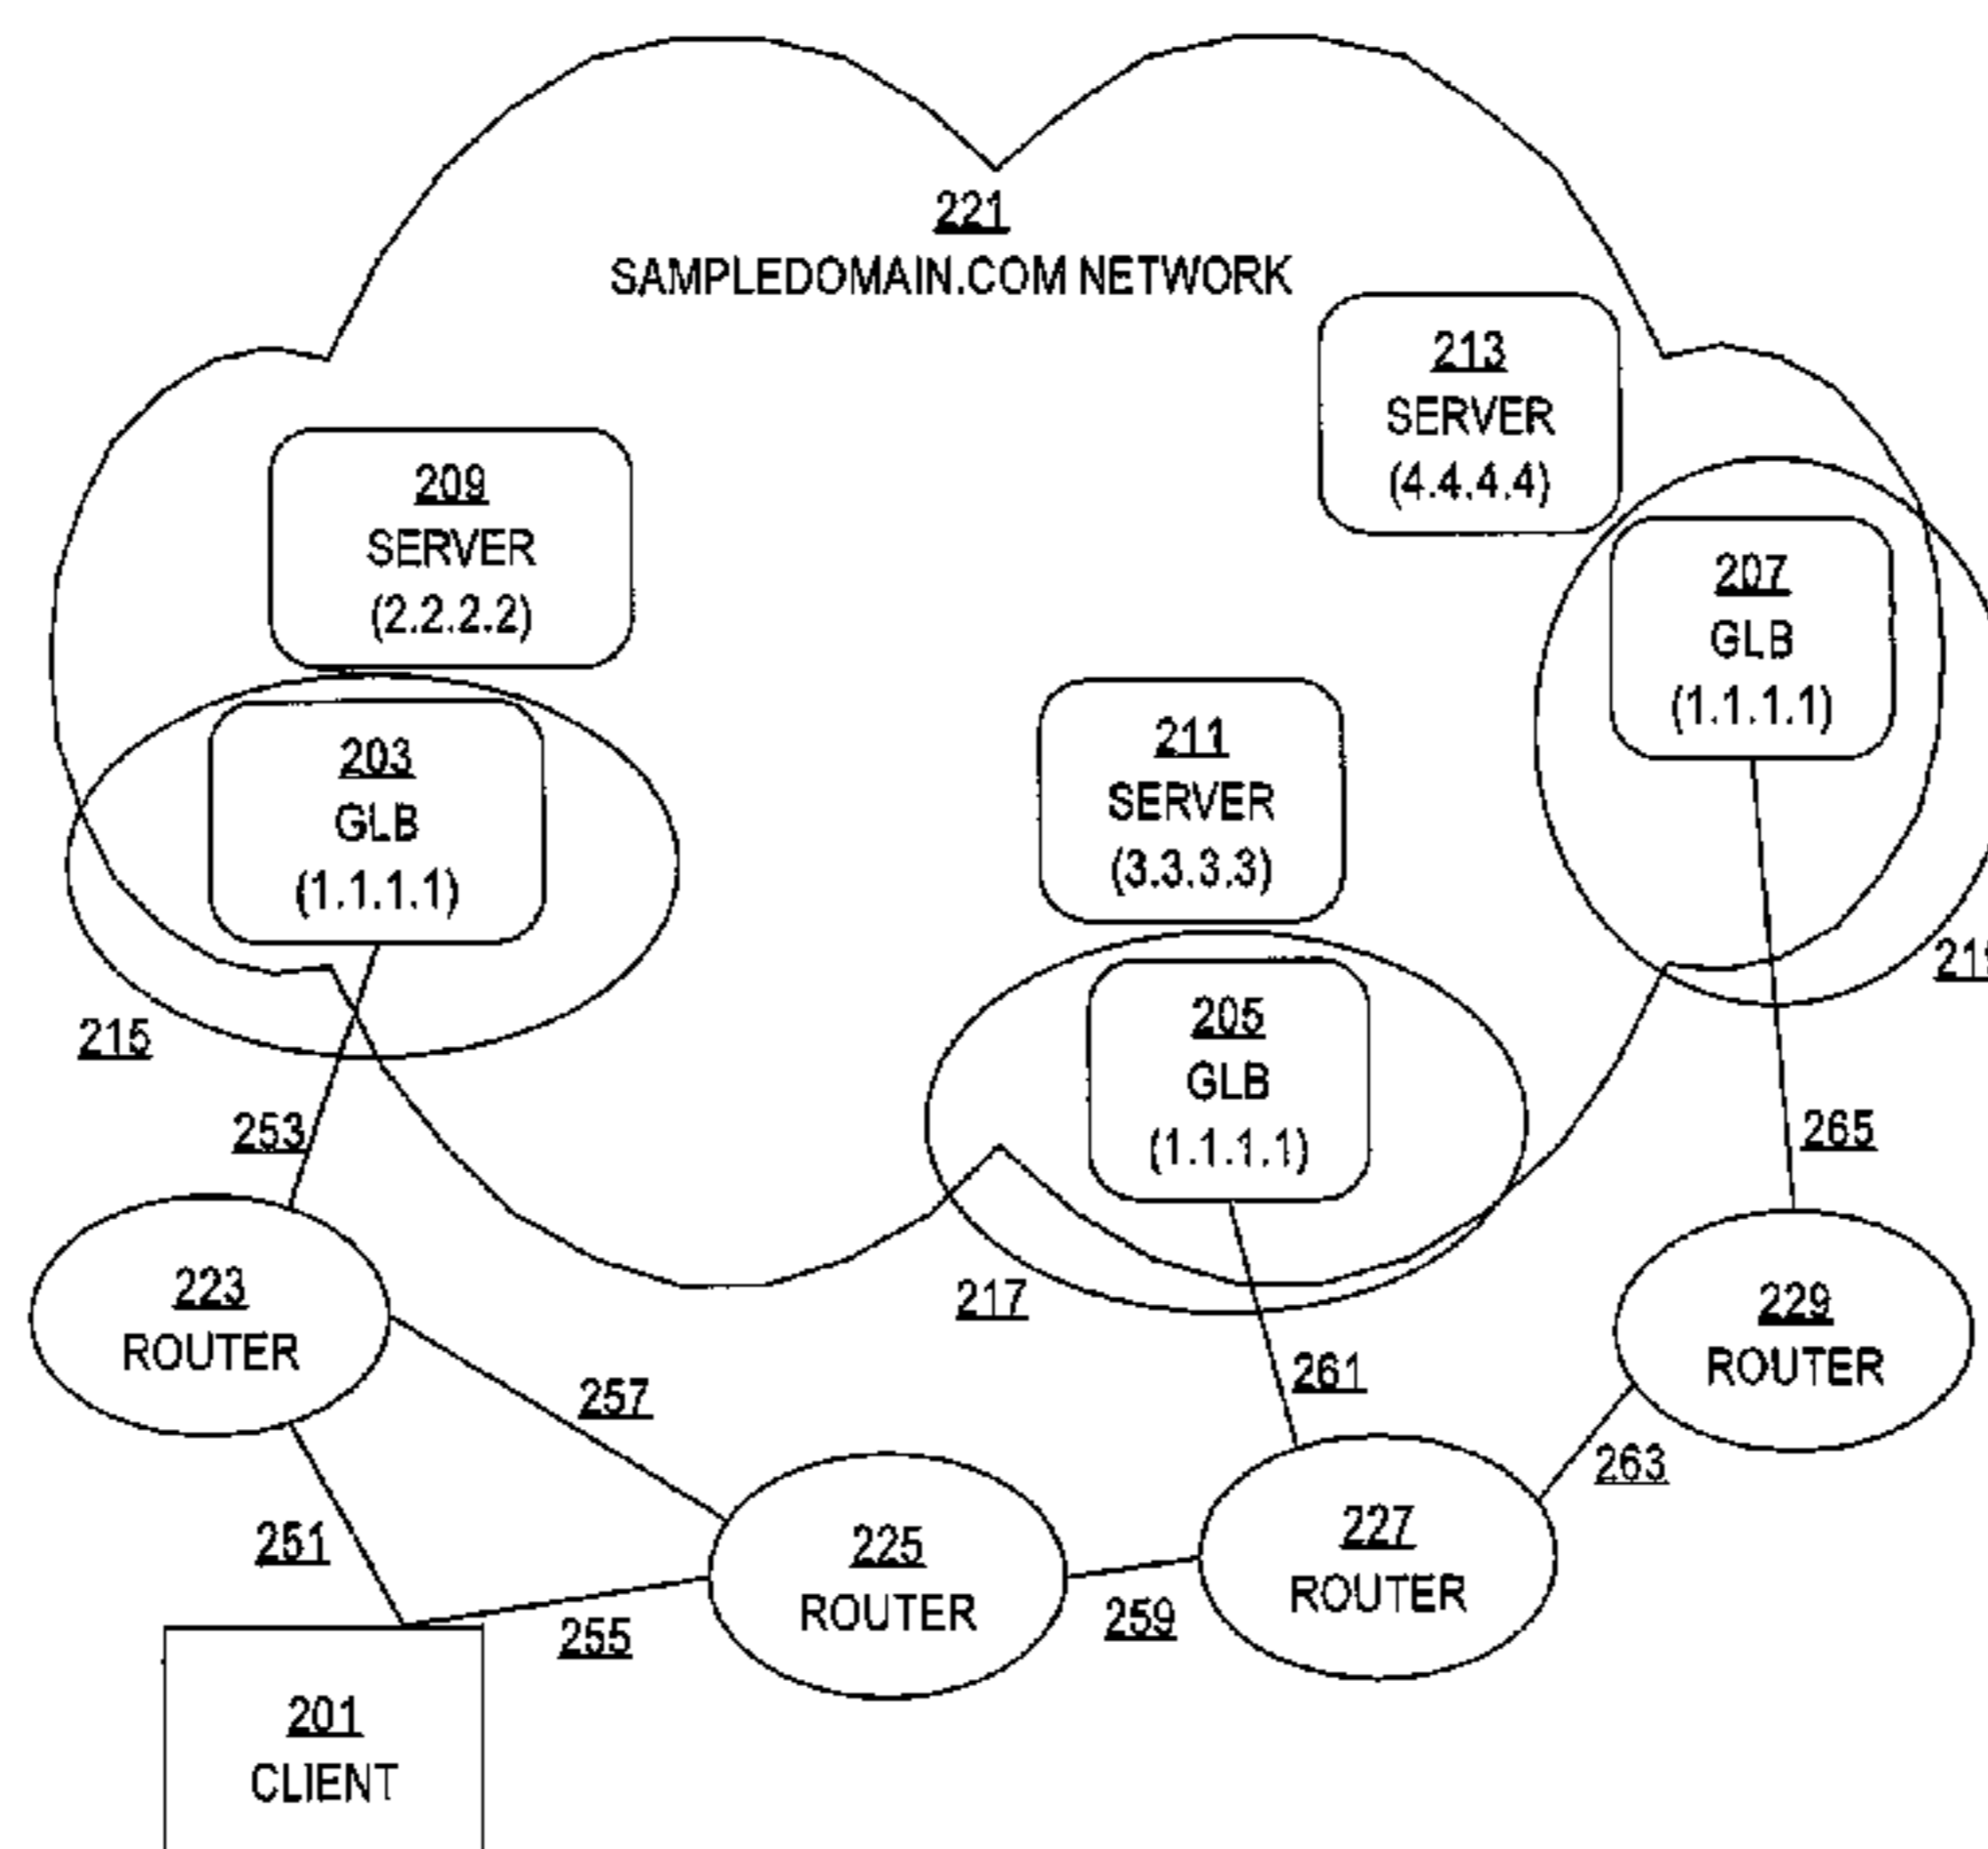 221
SAMPLEDOMAIN.COM NETWORK
213
SERVER
(4.4.4.4)
209
SERVER
(2.2.2.2)
207
GLB
(1.1.1.1)
203
GLB
(1.1.1.1)
211
SERVER
(3.3.3.3)
205
GLB
(1.1.1.1)
215
253
265
217
223
ROUTER
229
ROUTER
257
261
263
251
225
ROUTER
227
ROUTER
255
259
201
CLIENT